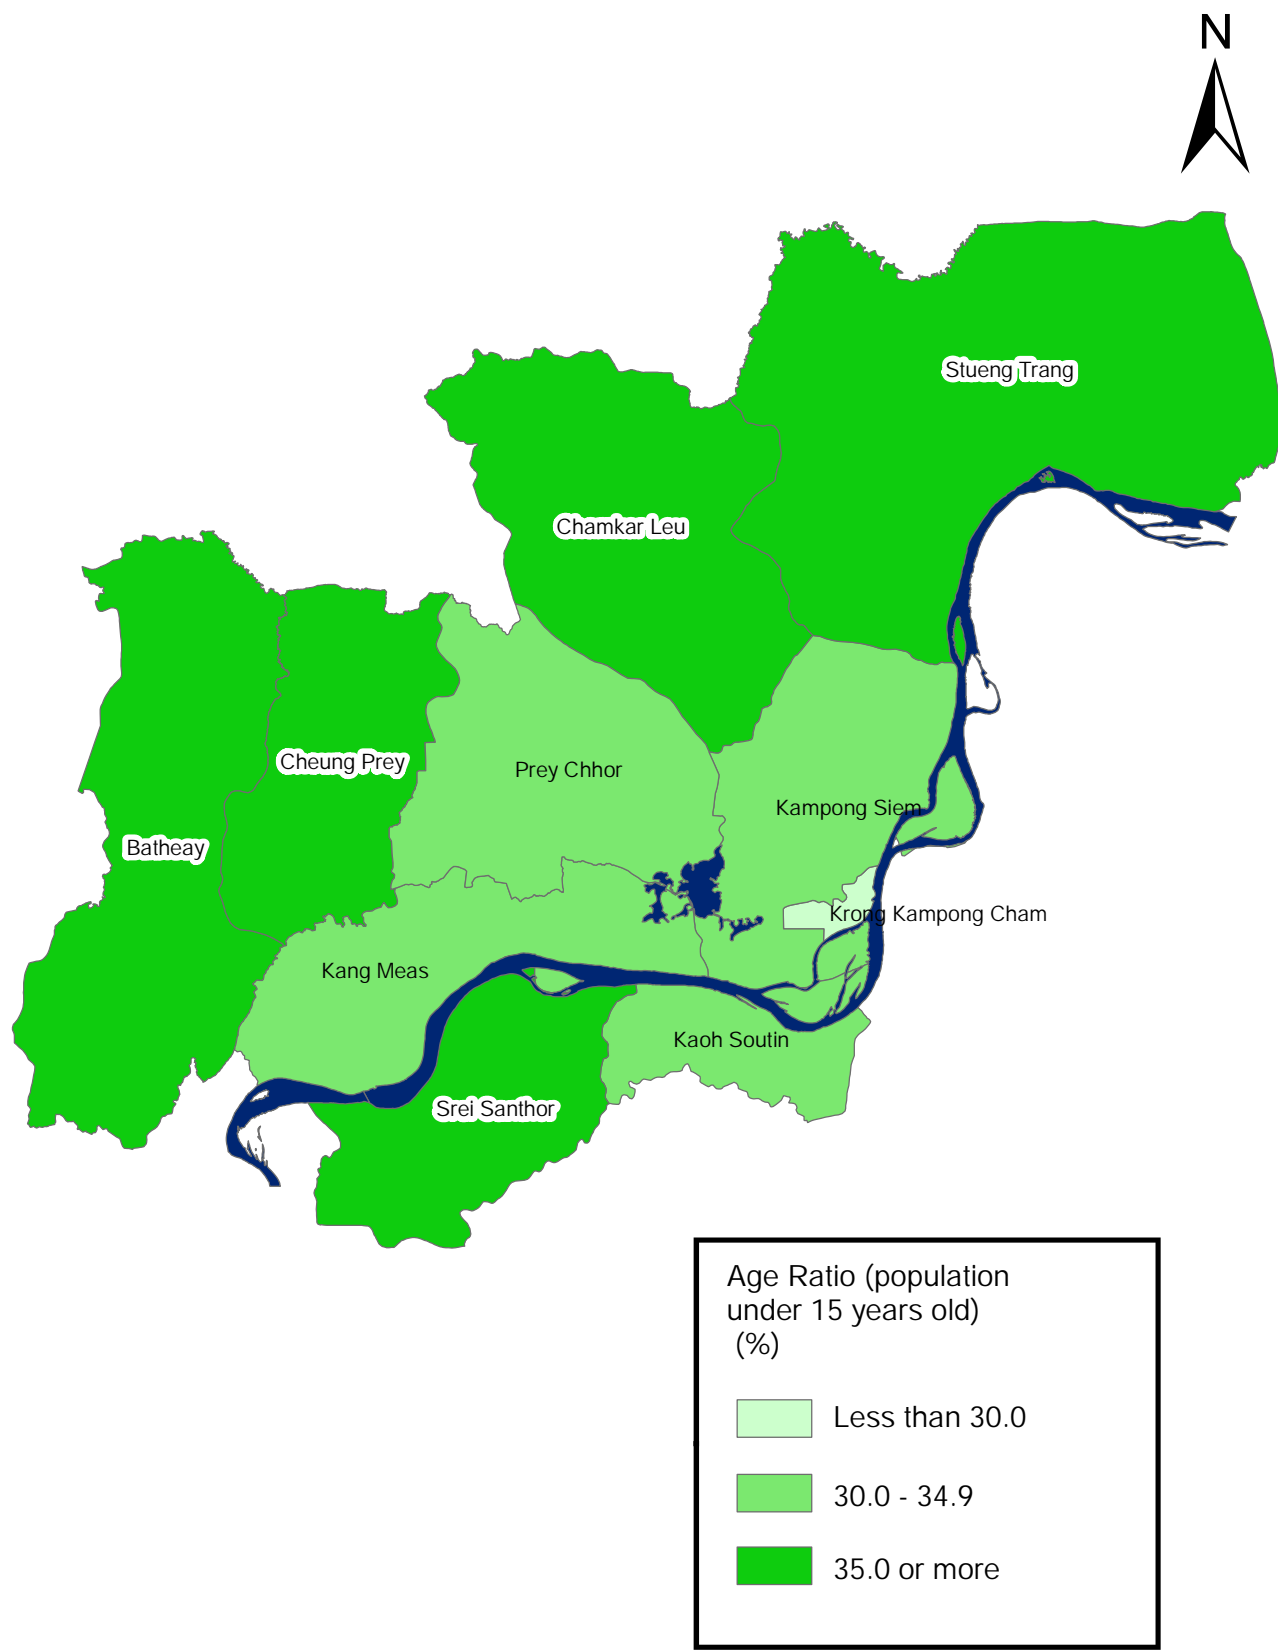 N
Stueng Trang
Chamkar Leu
Cheung Prey
Prey Chhor
Kampong Siem
Batheay
Krong Kampong Cham
Kang Meas
Kaoh Soutin
Srei Santhor
Age Ratio (population
under 15 years old)
(%)
Less than 30.0
30.0 - 34.9
35.0 or more